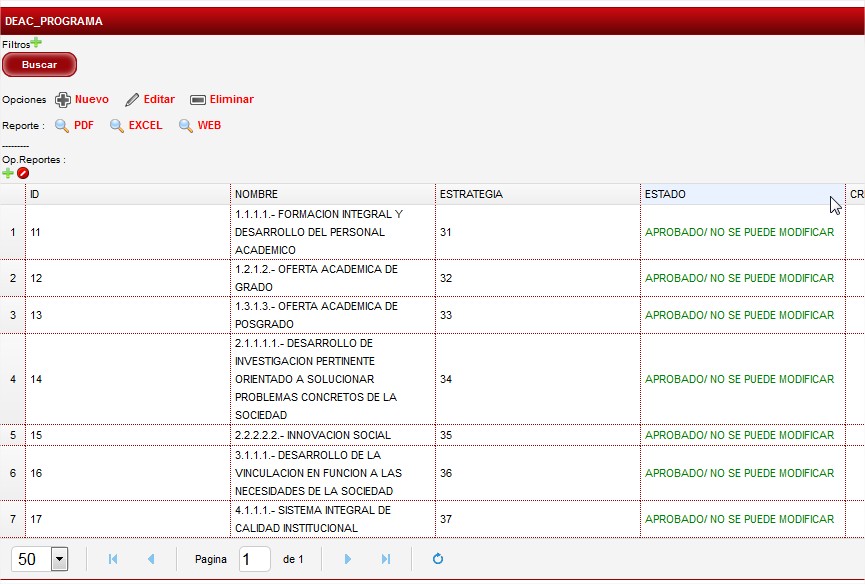 DEAC_PROGRAMA
Filtros
Buscar
Opciones Nuevo Editar Eliminar
Reporte : PDF EXCEL WEB
----------
Op.Reportes :
ID NOMBRE ESTRATEGIA ESTADO CR
1 11 1.1.1.1.- FORMACION INTEGRAL Y
DESARROLLO DEL PERSONAL
ACADEMICO 31 APROBADO/ NO SE PUEDE MODIFICAR
2 12 1.2.1.2.- OFERTA ACADEMICA DE
GRADO 32 APROBADO/ NO SE PUEDE MODIFICAR
3 13 1.3.1.3.- OFERTA ACADEMICA DE
POSGRADO 33 APROBADO/ NO SE PUEDE MODIFICAR
4 14 2.1.1.1.1.- DESARROLLO DE
INVESTIGACION PERTINENTE
ORIENTADO A SOLUCIONAR
PROBLEMAS CONCRETOS DE LA
SOCIEDAD 34 APROBADO/ NO SE PUEDE MODIFICAR
5 15 2.2.2.2.2.- INNOVACION SOCIAL 35 APROBADO/ NO SE PUEDE MODIFICAR
6 16 3.1.1.1.- DESARROLLO DE LA
VINCULACION EN FUNCION A LAS
NECESIDADES DE LA SOCIEDAD 36 APROBADO/ NO SE PUEDE MODIFICAR
7 17 4.1.1.1.- SISTEMA INTEGRAL DE
CALIDAD INSTITUCIONAL 37 APROBADO/ NO SE PUEDE MODIFICAR
50 Pagina 1 de 1